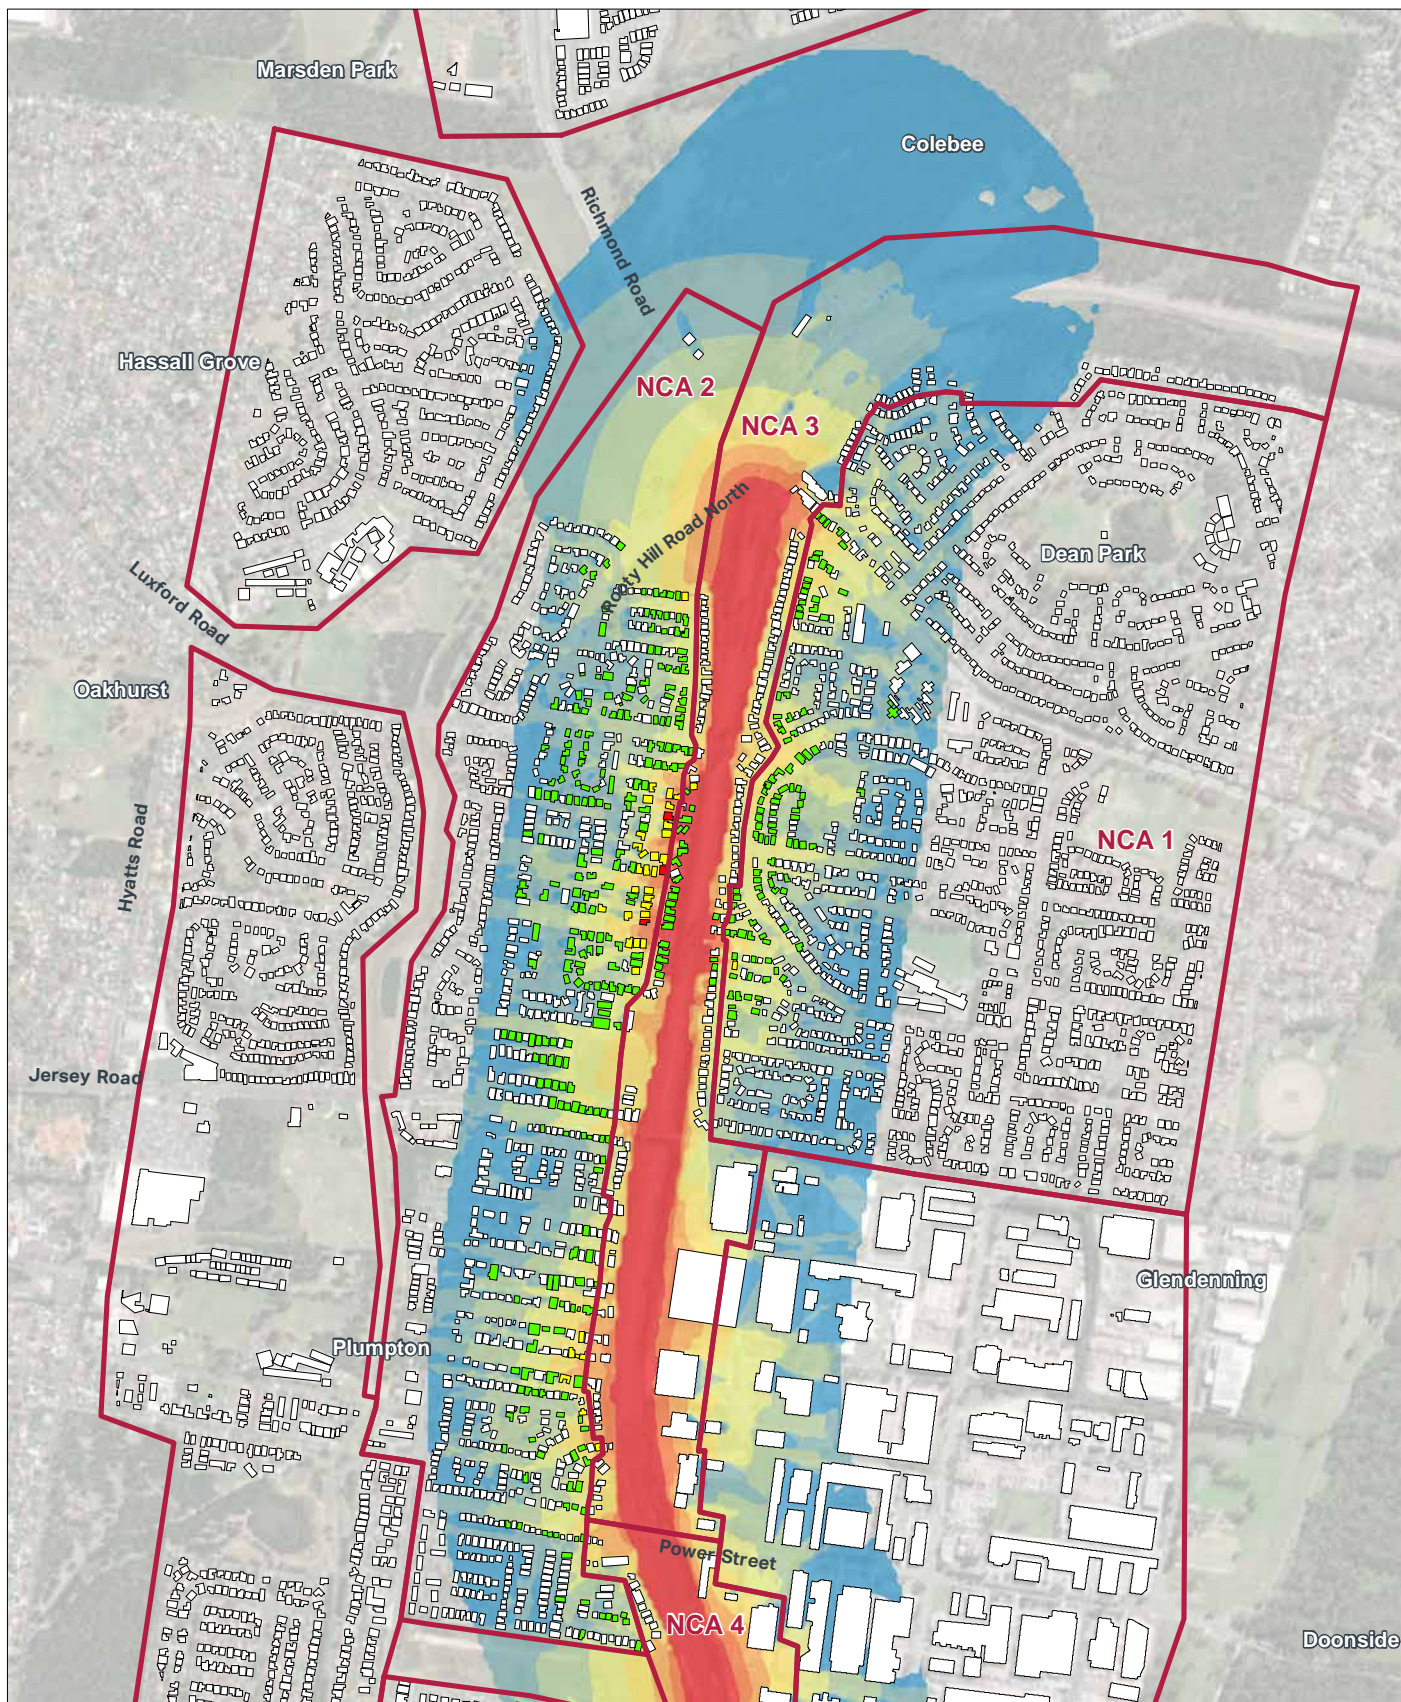 Marsden Park
Colebee
Richmond Road
Hassall Grove
NCA 2
NCA 3
Rooty Hill Road North
Dean Park
Luxford Road
Oakhurst
Hyatts Road
NCA 1
Jersey Road
Glendenning
Plumpton
Power Street
NCA 4
Doonside